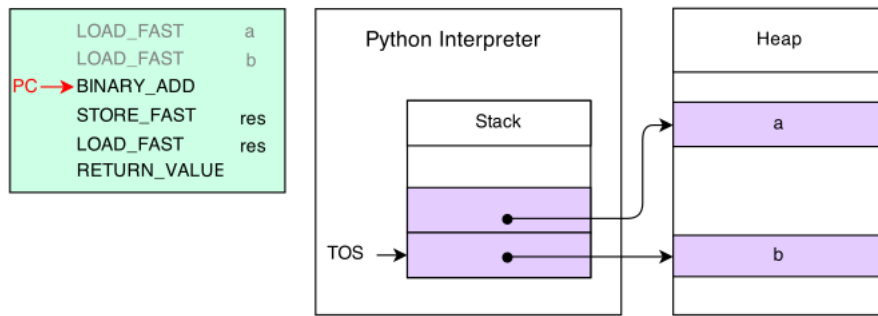 LOAD_FAST a
LOAD_FAST b
PC BINARY_ADD
STORE_FAST res
LOAD_FAST res
RETURN_VALUE
Python Interpreter
Stack
TOS
Heap
a
b